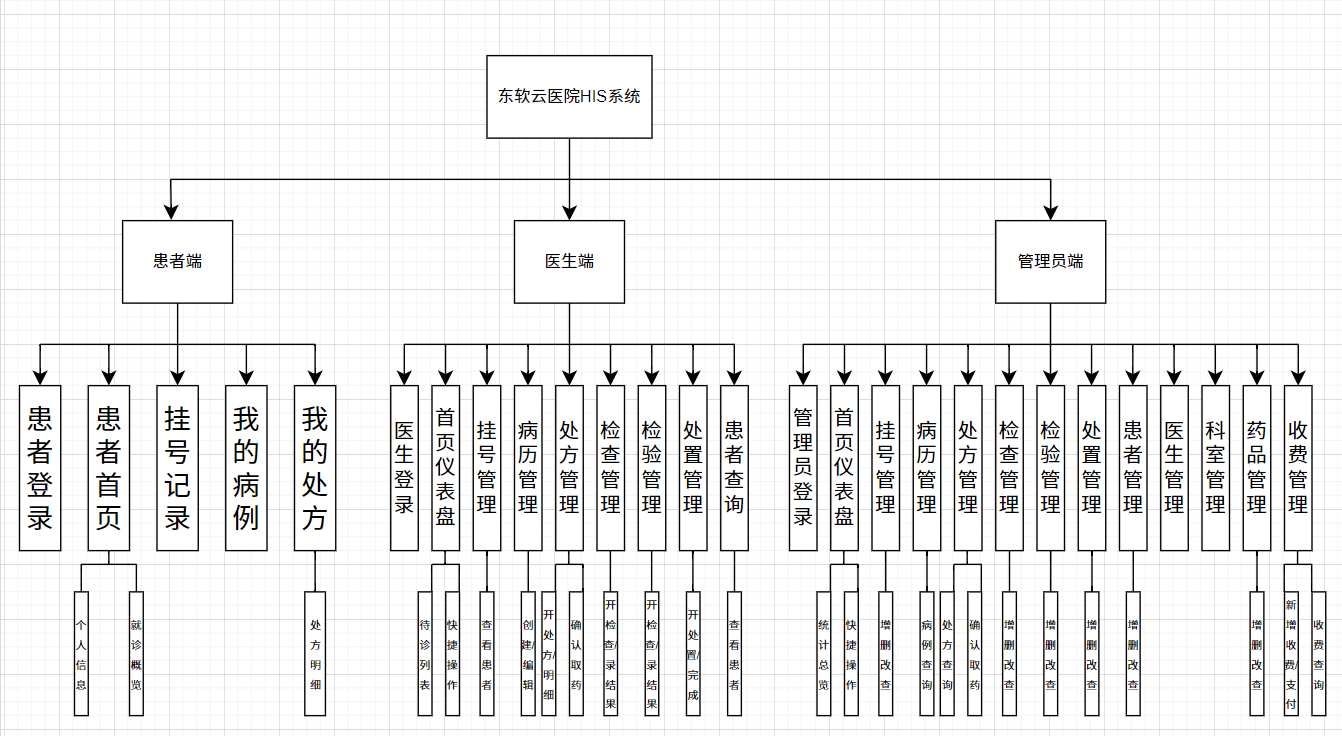 东软云医院HIS系统
患者端
医生端
管理员端
患者登录
患者首页
挂号记录
我的病例
我的处方
医生登录
首页仪表盘
挂号管理
病历管理
处方管理
检查管理
检验管理
处置管理
患者查询
管理员登录
首页仪表盘
挂号管理
病历管理
处方管理
检查管理
检验管理
处置管理
患者管理
医生管理
科室管理
药品管理
收费管理
个人信息
就诊概览
处方明细
待诊列表
快捷操作
查看患者
创建/编辑
开处方/明细
确认取药
开检查/录结果
开检查/录结果
开处置/完成
查看患者
统计总览
快捷操作
增删改查
病例查询
处方查询
确认取药
增删改查
增删改查
增删改查
增删改查
增删改查
新增收费/支付
收费查询